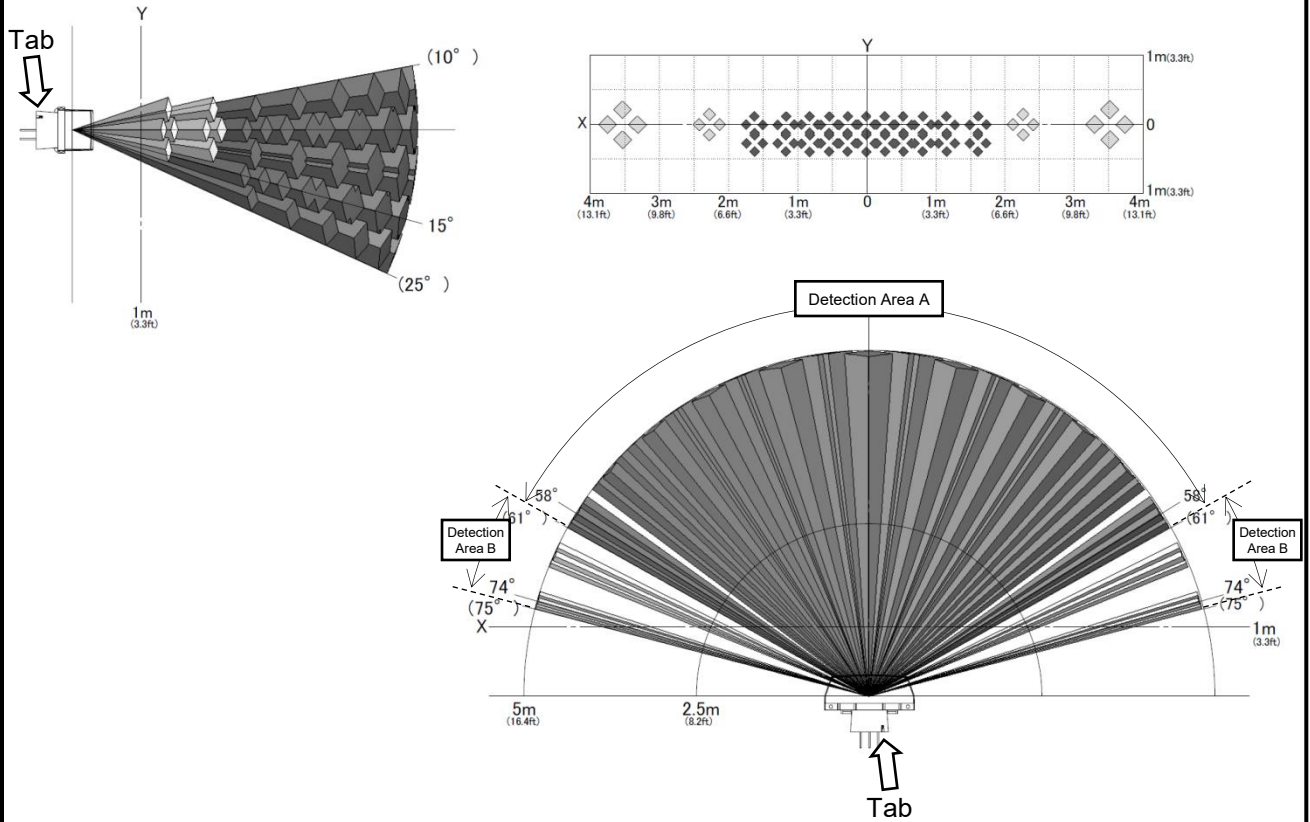 Tab
Y
(10° )
15°
(25° )
1m
(3.3ft)
Y
X
1m(3.3ft)
0
1m(3.3ft)
4m 3m 2m 1m 0 1m 2m 3m 4m
(13.1ft) (9.8ft) (6.6ft) (3.3ft) (3.3ft) (6.6ft) (9.8ft) (13.1ft)
Detection Area A
58° 58°
(61° ) (61° )
Detection
Area B
Detection
Area B
74° 74°
(75° ) (75° )
X
1m
(3.3ft)
5m 2.5m
(16.4ft) (8.2ft)
Tab